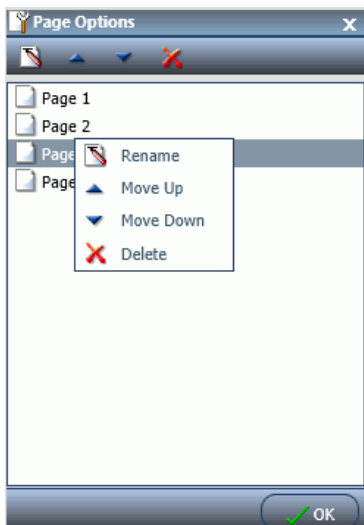 Page Options
X
Page 1
Page 2
Page
Page
Rename
Move Up
Move Down
Delete
OK